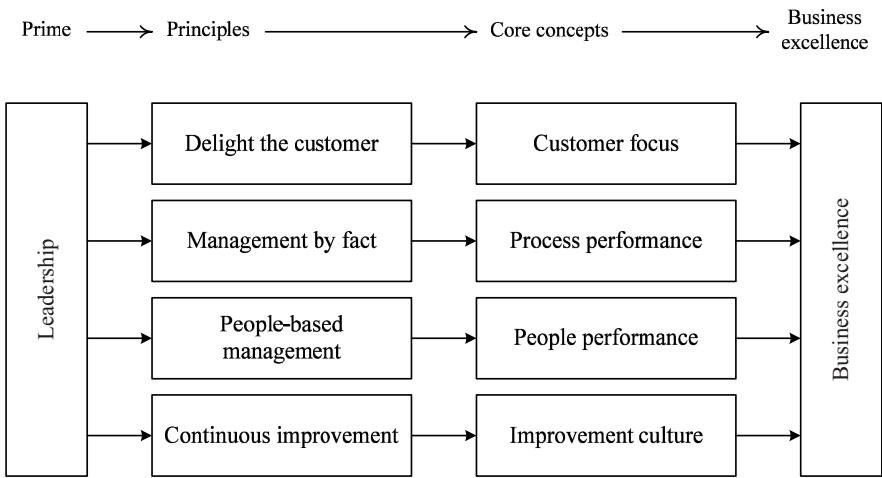 Prime
Principles
Core concepts
Business
excellence
Leadership
Delight the customer
Customer focus
Management by fact
Process performance
People-based
management
People performance
Continuous improvement
Improvement culture
Business excellence